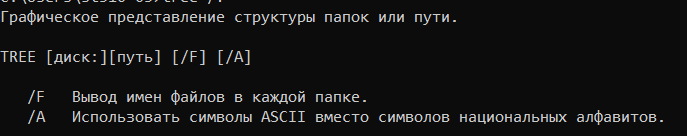 Графическое представление структуры папок или пути.
TREE [диск:][путь] [/F] [/A]
/F Вывод имен файлов в каждой папке.
/A Использовать символы ASCII вместо символов национальных алфавитов.